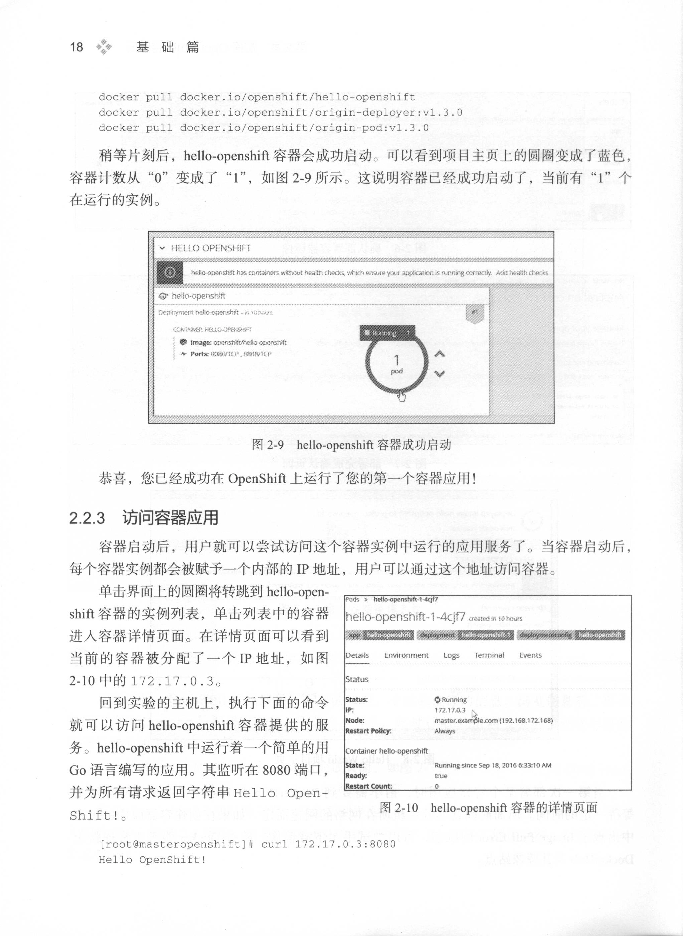 18 基 础 篇
docker pull docker.io/openshift/hello-openshift
docker pull docker.io/openshift/origin-deployer:v1.3.0
docker pull docker.io/openshift/origin-pod:v1.3.0
稍等片刻后，hello-openshift 容器会成功启动。可以看到项目主页上的圆圈变成了蓝色，
容器计数从“0”变成了“1”，如图 2-9 所示。这说明容器已经成功启动了，当前有“1”个
在运行的实例。
HELLO OPENSHIFT
hello-openshift has containers without health checks, which ensure your application is running correctly. Add health checks
hello-openshift
Deployment hello-openshift
#1
CONTAINER: HELLO-OPENSHIFT
Image: openshift/hello-openshift
Ports:
Running 1
1
pod
图 2-9 hello-openshift 容器成功启动
恭喜，您已经成功在 OpenShift 上运行了您的第一个容器应用！
2.2.3 访问容器应用
容器启动后，用户就可以尝试访问这个容器实例中运行的应用服务了。当容器启动后，
每个容器实例都会被赋予一个内部的 IP 地址，用户可以通过这个地址访问容器。
单击界面上的圆圈将转跳到 hello-open-
shift 容器的实例列表，单击列表中的容器
进入容器详情页面。在详情页面可以看到
当前的容器被分配了一个 IP 地址，如图
2-10 中的 172.17.0.3。
回到实验的主机上，执行下面的命令
就可以访问 hello-openshift 容器提供的服
务。hello-openshift 中运行着一个简单的用
Go 语言编写的应用。其监听在 8080 端口，
并为所有请求返回字符串 Hello Open-
Shift!。
Pods » hello-openshift-1-4cjf7
hello-openshift-1-4cjf7 created in 10 hours
app hello-openshift deployment hello-openshift-1 deploymentconfig hello-openshift
Details Environment Logs Terminal Events
Status
Status: Running
IP: 172.17.0.3
Node: master.example.com (192.168.172.168)
Restart Policy: Always
Container hello-openshift
State: Running since Sep 18, 2016 6:33:10 AM
Ready: true
Restart Count: 0
图 2-10 hello-openshift 容器的详情页面
[root@masteropenshift]# curl 172.17.0.3:8080
Hello OpenShift!